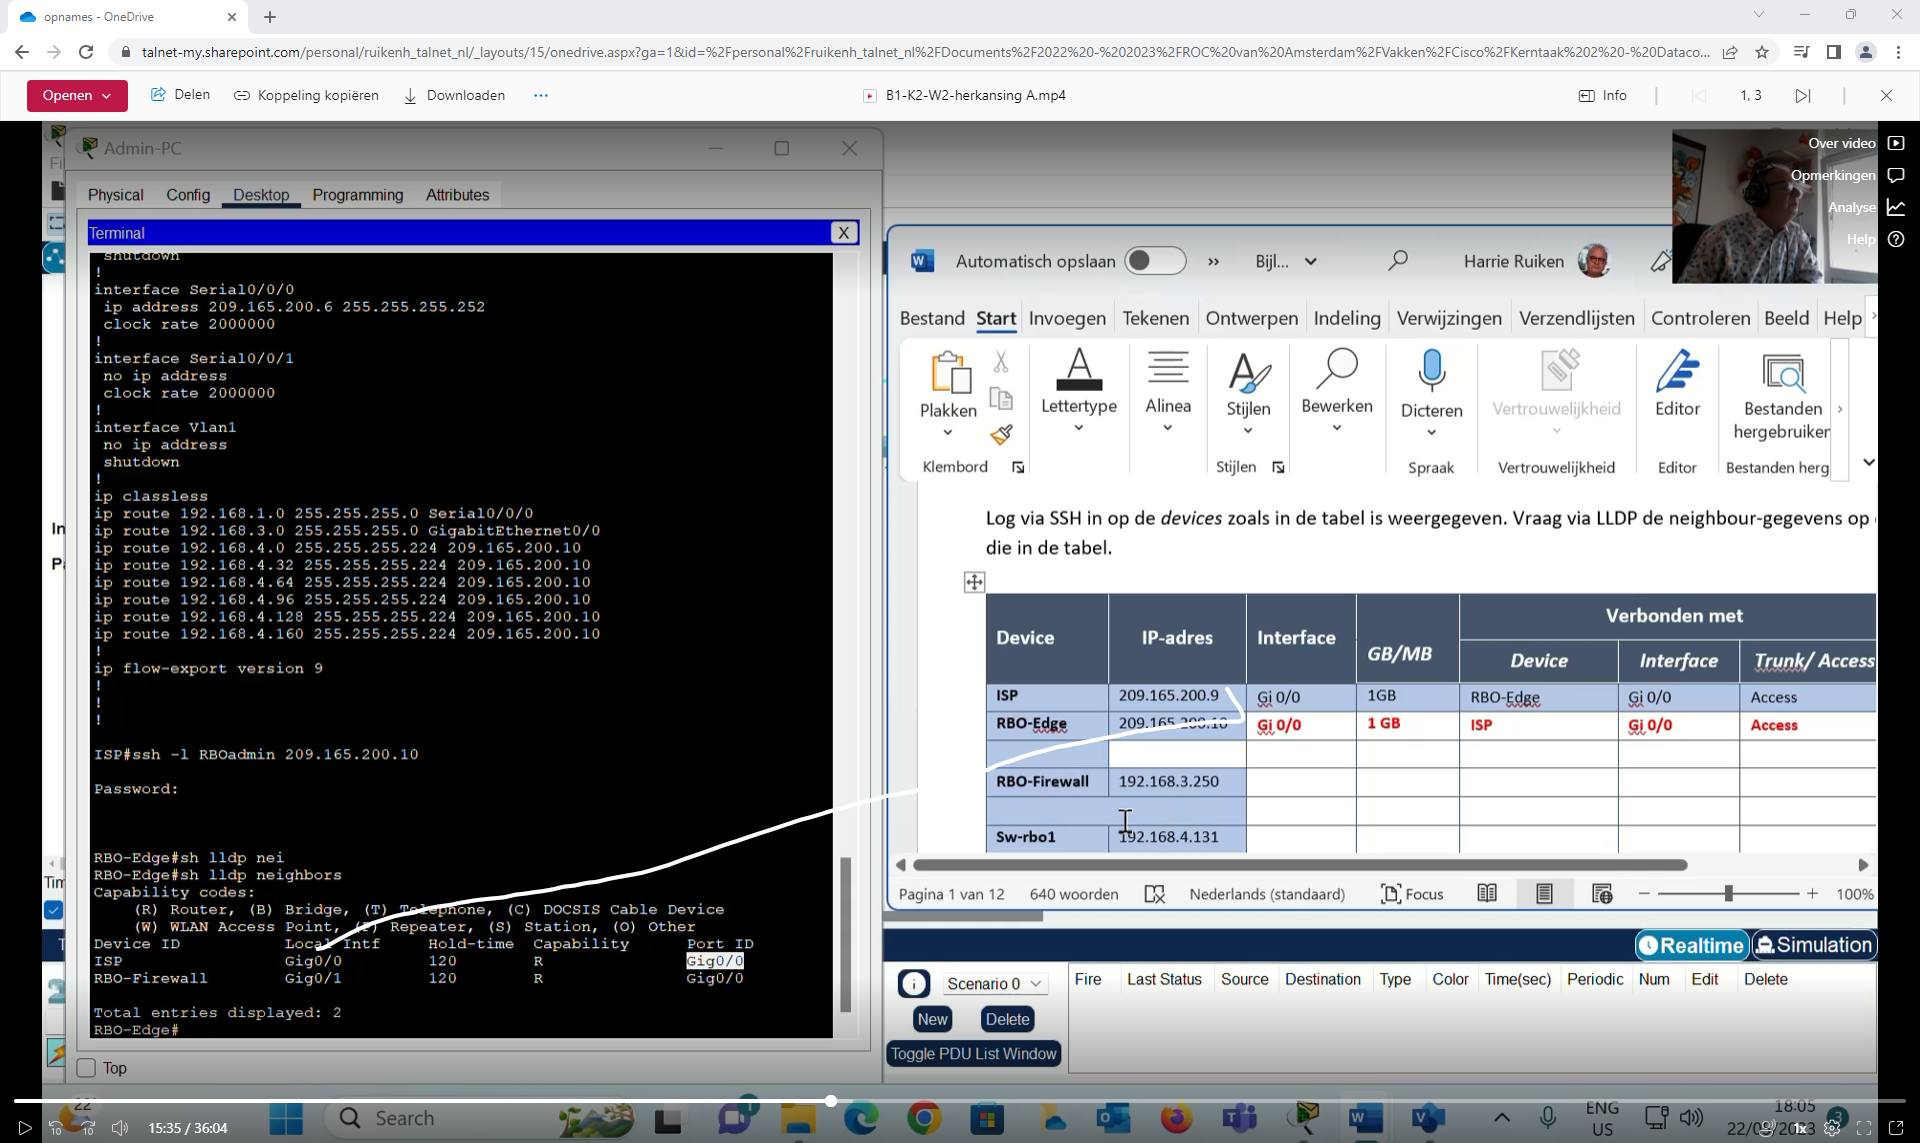 opnames - OneDrive
talnet-my.sharepoint.com/personal/ruikenh_talnet_nl/_layouts/15/onedrive.aspx?ga=1&id=%2Fpersonal%2Fruikenh_talnet_nl%2FDocuments%2F2022%20-%202023%2FROC%20van%20Amsterdam%2FVakken%2FCisco%2FKerntaak%202%20-%20Dataco...
Openen
Delen
Koppeling kopiëren
Downloaden
B1-K2-W2-herkansing A.mp4
Info
1, 3
Admin-PC
Physical Config Desktop Programming Attributes
Terminal
X
shutdown
!
interface Serial0/0/0
ip address 209.165.200.6 255.255.255.252
clock rate 2000000
!
interface Serial0/0/1
no ip address
clock rate 2000000
!
interface Vlan1
no ip address
shutdown
!
ip classless
ip route 192.168.1.0 255.255.255.0 Serial0/0/0
ip route 192.168.3.0 255.255.255.0 GigabitEthernet0/0
ip route 192.168.4.0 255.255.255.224 209.165.200.10
ip route 192.168.4.32 255.255.255.224 209.165.200.10
ip route 192.168.4.64 255.255.255.224 209.165.200.10
ip route 192.168.4.96 255.255.255.224 209.165.200.10
ip route 192.168.4.128 255.255.255.224 209.165.200.10
ip route 192.168.4.160 255.255.255.224 209.165.200.10
!
ip flow-export version 9
!
!
!
ISP#ssh -l RBOadmin 209.165.200.10
Password:
RBO-Edge#sh lldp nei
RBO-Edge#sh lldp neighbors
Capability codes:
(R) Router, (B) Bridge, (T) Telephone, (C) DOCSIS Cable Device
(W) WLAN Access Point, (P) Repeater, (S) Station, (O) Other
Device ID Local Intf Hold-time Capability Port ID
ISP Gig0/0 120 R Gig0/0
RBO-Firewall Gig0/1 120 R Gig0/0
Total entries displayed: 2
RBO-Edge#
Top
Over video
Opmerkingen
Analyse
Help
Automatisch opslaan
Bijl...
Harrie Ruiken
Bestand Start Invoegen Tekenen Ontwerpen Indeling Verwijzingen Verzendlijsten Controleren Beeld Help
Plakken
Lettertype
Alinea
Stijlen
Bewerken
Dicteren
Vertrouwelijkheid
Editor
Bestanden
hergebruiken
Klembord
Stijlen
Spraak
Vertrouwelijkheid
Editor
Bestanden herg
Log via SSH in op de devices zoals in de tabel is weergegeven. Vraag via LLDP de neighbour-gegevens op
die in de tabel.
Device IP-adres Interface GB/MB Verbonden met
Device Interface Trunk/ Access
ISP 209.165.200.9 Gi 0/0 1GB RBO-Edge Gi 0/0 Access
RBO-Edge 209.165.200.10 Gi 0/0 1 GB ISP Gi 0/0 Access
RBO-Firewall 192.168.3.250
Sw-rbo1 192.168.4.131
Pagina 1 van 12 640 woorden Nederlands (standaard) Focus 100%
Realtime Simulation
Scenario 0
New Delete
Toggle PDU List Window
Fire Last Status Source Destination Type Color Time(sec) Periodic Num Edit Delete
22°
Search
15:35 / 36:04
ENG
US
18:05
1x
3